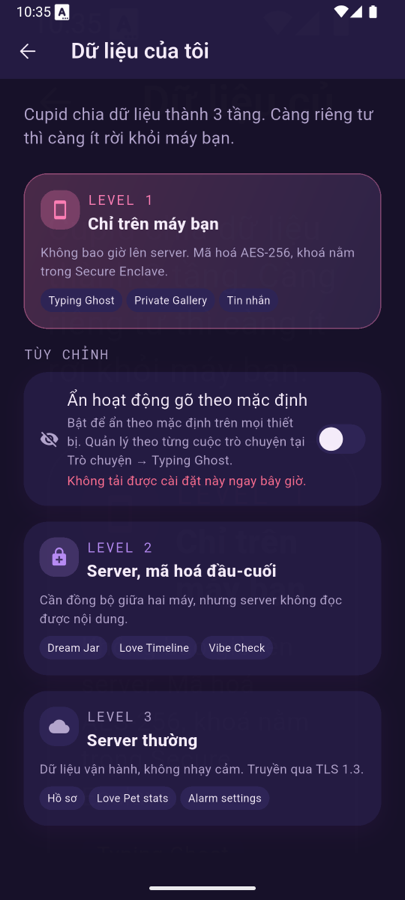 10:35
Dữ liệu của tôi
Cupid chia dữ liệu thành 3 tầng. Càng riêng tư
thì càng ít rời khỏi máy bạn.
LEVEL 1
Chỉ trên máy bạn
Không bao giờ lên server. Mã hoá AES-256, khoá nằm
trong Secure Enclave.
Typing Ghost
Private Gallery
Tin nhắn
TÙY CHỈNH
Ẩn hoạt động gõ theo mặc định
Bật để ẩn theo mặc định trên mọi thiết
bị. Quản lý theo từng cuộc trò chuyện tại
Trò chuyện → Typing Ghost.
Không tải được cài đặt này ngay bây giờ.
LEVEL 2
Server, mã hoá đầu-cuối
Cần đồng bộ giữa hai máy, nhưng server không đọc
được nội dung.
Dream Jar
Love Timeline
Vibe Check
LEVEL 3
Server thường
Dữ liệu vận hành, không nhạy cảm. Truyền qua TLS 1.3.
Hồ sơ
Love Pet stats
Alarm settings